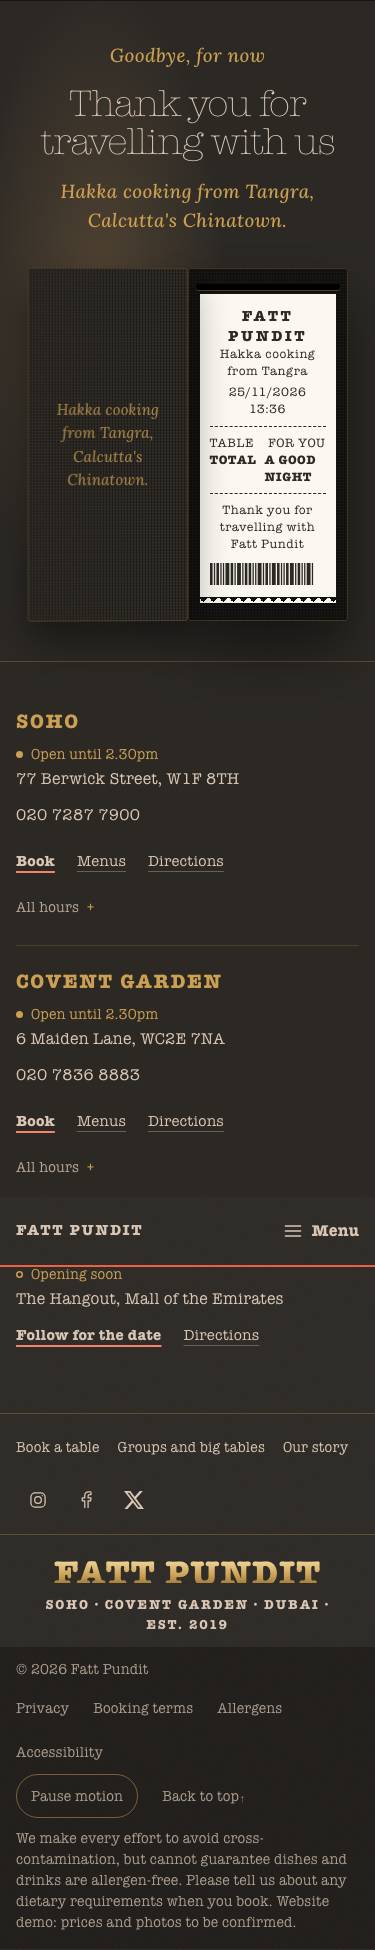 Goodbye, for now
Thank you for
travelling with us
Hakka cooking from Tangra,
Calcutta's Chinatown.
Hakka cooking
from Tangra,
Calcutta's
Chinatown.
FATT
PUNDIT
Hakka cooking
from Tangra
25/11/2026
13:36
TABLE FOR YOU
TOTAL A GOOD
NIGHT
Thank you for
travelling with
Fatt Pundit
SOHO
Open until 2.30pm
77 Berwick Street, W1F 8TH
020 7287 7900
Book Menus Directions
All hours +
COVENT GARDEN
Open until 2.30pm
6 Maiden Lane, WC2E 7NA
020 7836 8883
Book Menus Directions
All hours +
FATT PUNDIT Menu
Opening soon
The Hangout, Mall of the Emirates
Follow for the date Directions
Book a table Groups and big tables Our story
FATT PUNDIT
SOHO · COVENT GARDEN · DUBAI ·
EST. 2019
© 2026 Fatt Pundit
Privacy Booking terms Allergens
Accessibility
Pause motion Back to top↑
We make every effort to avoid cross-
contamination, but cannot guarantee dishes and
drinks are allergen-free. Please tell us about any
dietary requirements when you book. Website
demo: prices and photos to be confirmed.